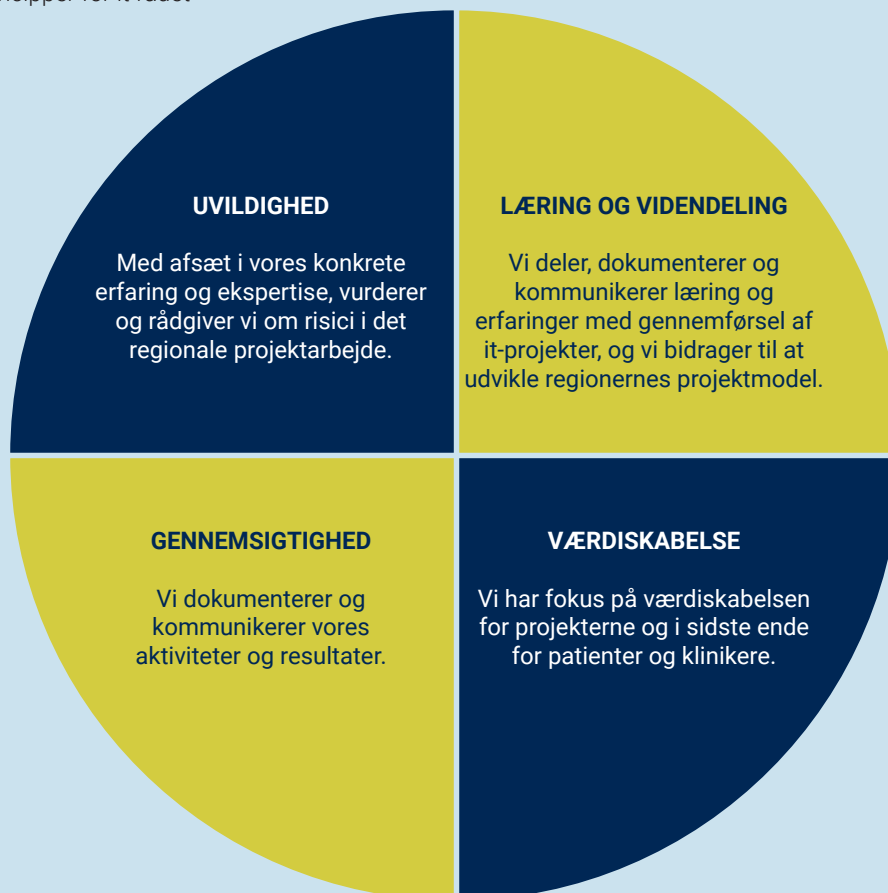 for it-rådet
UVILDIGHED
Med afsæt i vores konkrete
erfaring og ekspertise, vurderer
og rådgiver vi om risici i det
regionale projektarbejde.
LÆRING OG VIDENDELING
Vi deler, dokumenterer og
kommunikerer læring og
erfaringer med gennemførsel af
it-projekter, og vi bidrager til at
udvikle regionernes projektmodel.
GENNEMSIGTIGHED
Vi dokumenterer og
kommunikerer vores
aktiviteter og resultater.
VÆRDISKABELSE
Vi har fokus på værdiskabelsen
for projekterne og i sidste ende
for patienter og klinikere.